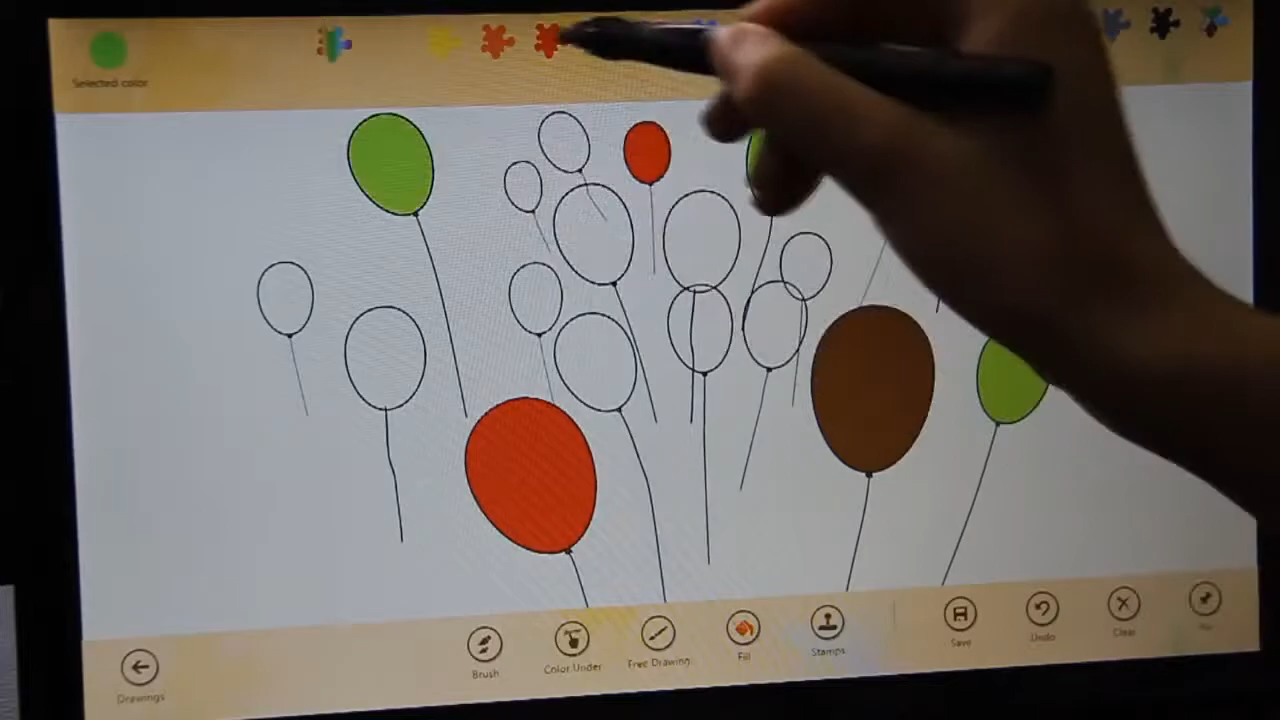 Selected color
Drawings
Brush
Color Under
Free Drawing
Fill
Stamps
Save
Undo
Clear